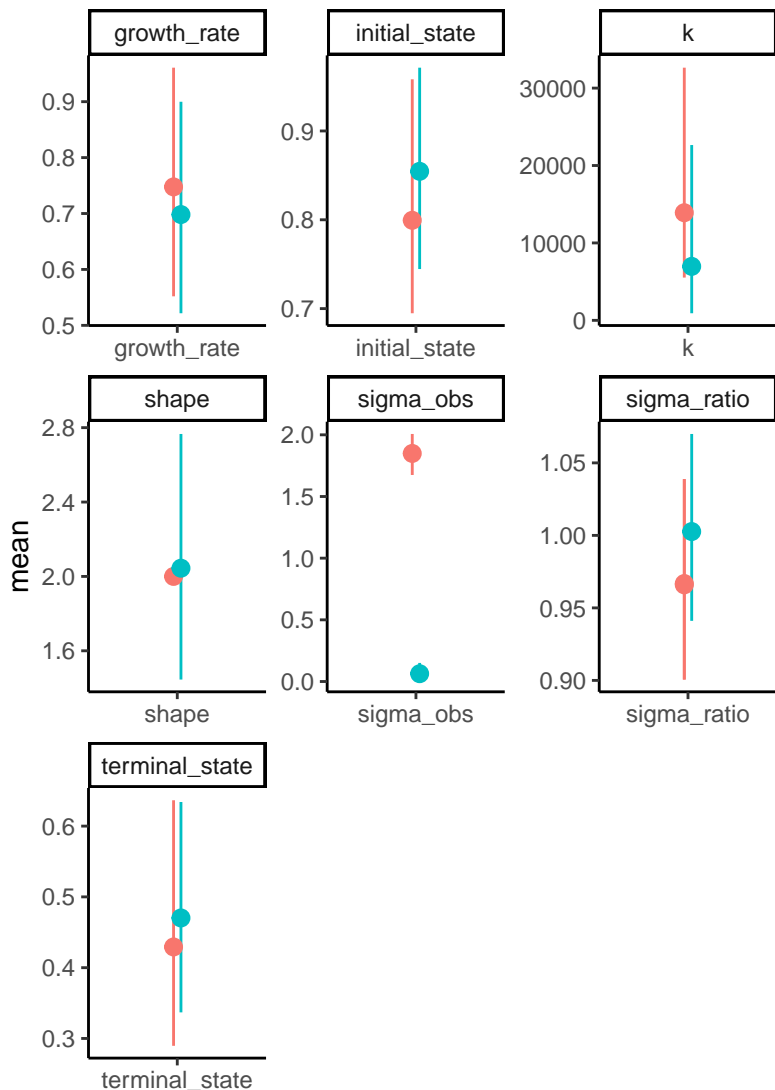 growth_rate
initial_state
k
0.9
0.8
0.7
0.6
0.5
0.9
0.8
0.7
30000
20000
10000
0
growth_rate
initial_state
k
shape
sigma_obs
sigma_ratio
mean
2.8
2.4
2.0
1.6
2.0
1.5
1.0
0.5
0.0
1.05
1.00
0.95
0.90
shape
sigma_obs
sigma_ratio
terminal_state
0.6
0.5
0.4
0.3
terminal_state